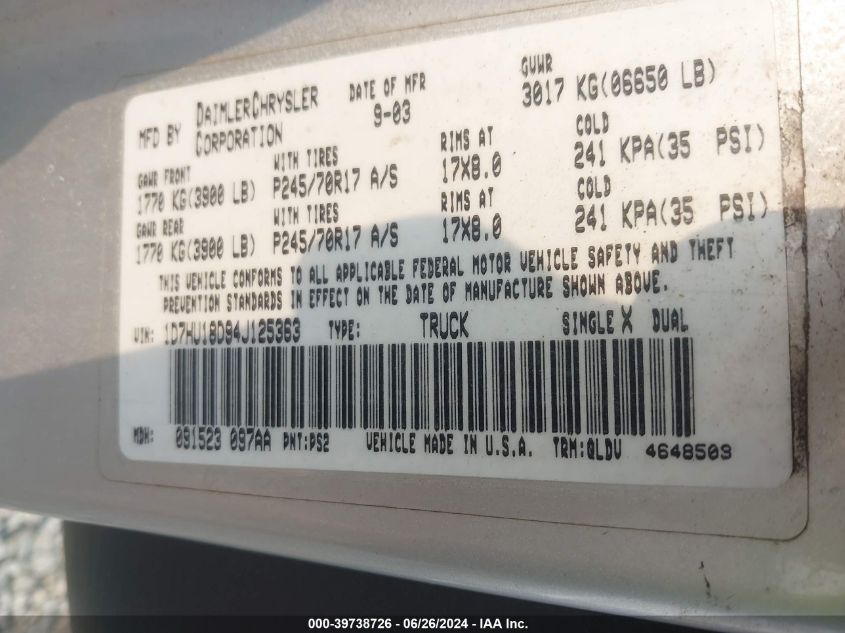 MFD BY DAIMLERCHRYSLER CORPORATION DATE OF MFR 9-03 GVWR 3017 KG(06650 LB)
GAWR FRONT WITH TIRES RIMS AT COLD
1770 KG(3900 LB) P245/70R17 A/S 17X8.0 241 KPA(35 PSI)
GAWR REAR WITH TIRES RIMS AT COLD
1770 KG(3900 LB) P245/70R17 A/S 17X8.0 241 KPA(35 PSI)
THIS VEHICLE CONFORMS TO ALL APPLICABLE FEDERAL MOTOR VEHICLE SAFETY AND THEFT
PREVENTION STANDARDS IN EFFECT ON THE DATE OF MANUFACTURE SHOWN ABOVE.
VIN: 1D7HU18D94J125363 TYPE: TRUCK SINGLE X DUAL
MDH: 091523 097AA PNT:PS2 VEHICLE MADE IN U.S.A. TRM:QLDV 4648509
000-39738726 - 06/26/2024 - IAAI.com - Copyright IAA, Inc.